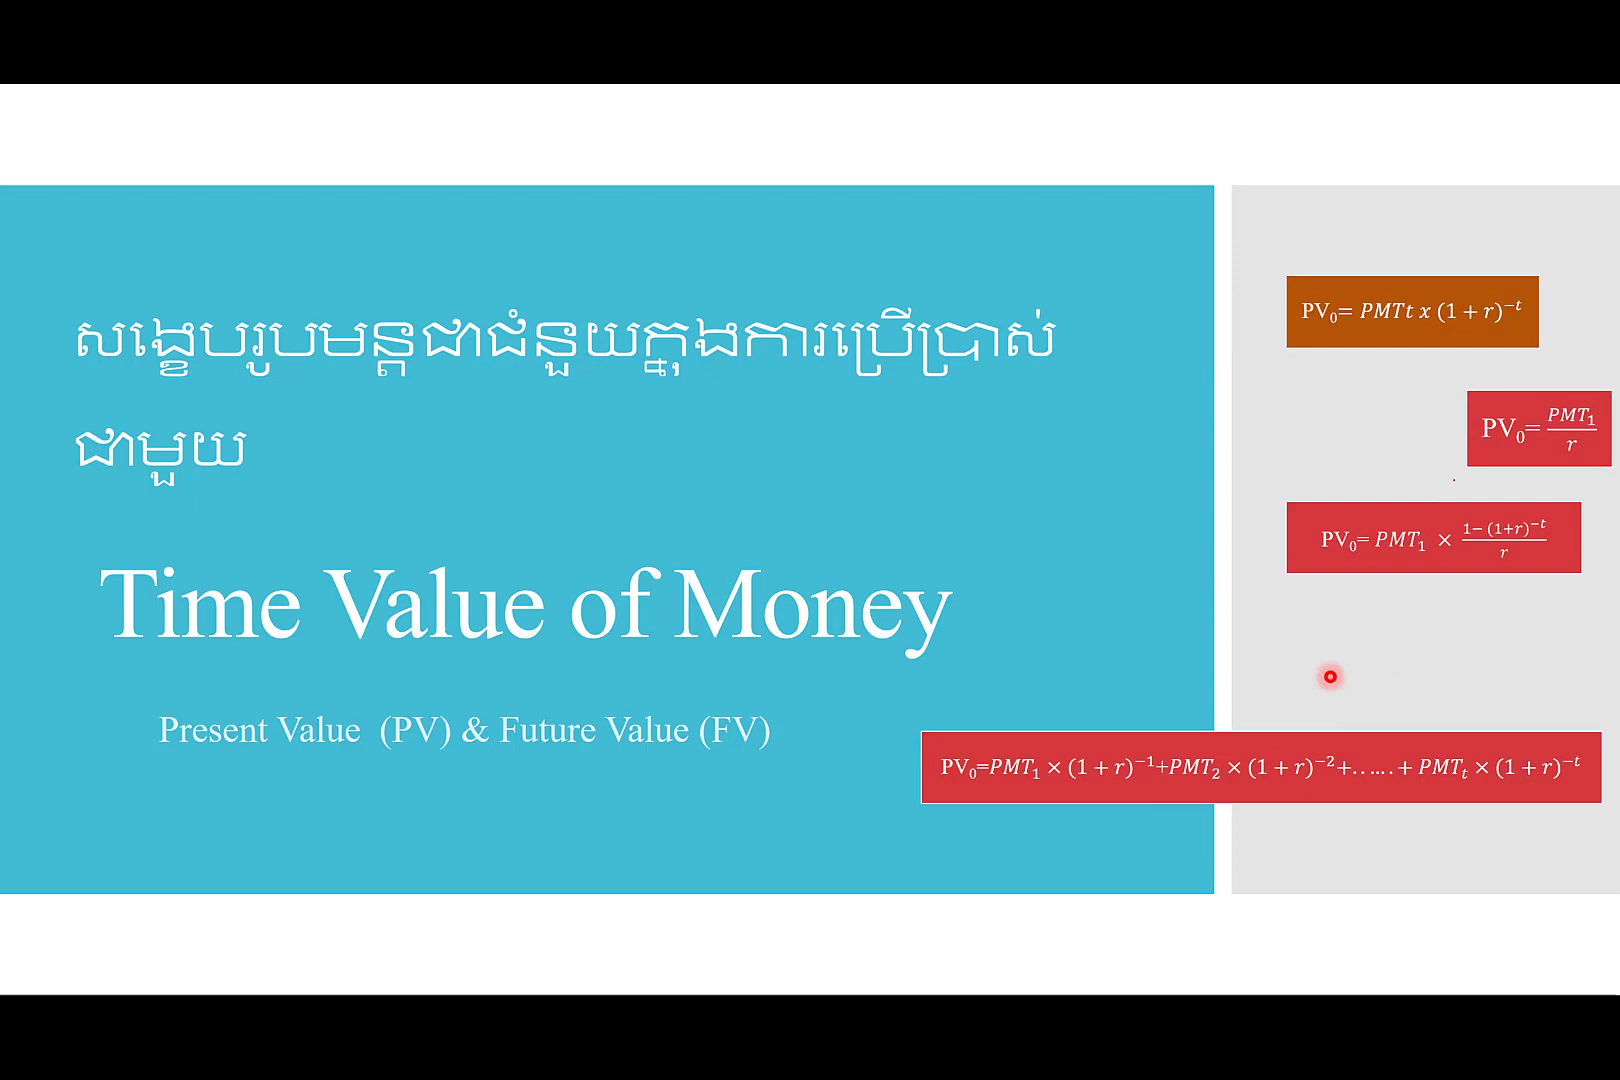 សង្ខេបរូបមន្តជាជំនួយក្នុងការប្រើប្រាស់
ជាមួយ
Time Value of Money
Present Value (PV) & Future Value (FV)
PV₀= PMTt x (1 + r)⁻ᵗ
PV₀= PMT₁/r
PV₀= PMT₁ × (1− (1+r)⁻ᵗ)/r
PV₀=PMT₁ × (1 + r)⁻¹+PMT₂ × (1 + r)⁻²+…...+ PMTₜ × (1 + r)⁻ᵗ